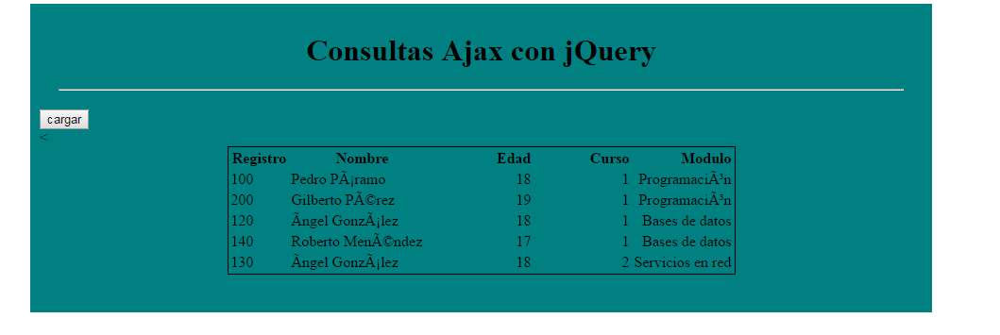 Consultas Ajax con jQuery
cargar
<
Registro Nombre Edad Curso Modulo
100 Pedro PÃ¡ramo 18 1 ProgramaciÃ³n
200 Gilberto PÃ©rez 19 1 ProgramaciÃ³n
120 Ãngel GonzÃ¡lez 18 1 Bases de datos
140 Roberto MenÃ©ndez 17 1 Bases de datos
130 Ãngel GonzÃ¡lez 18 2 Servicios en red